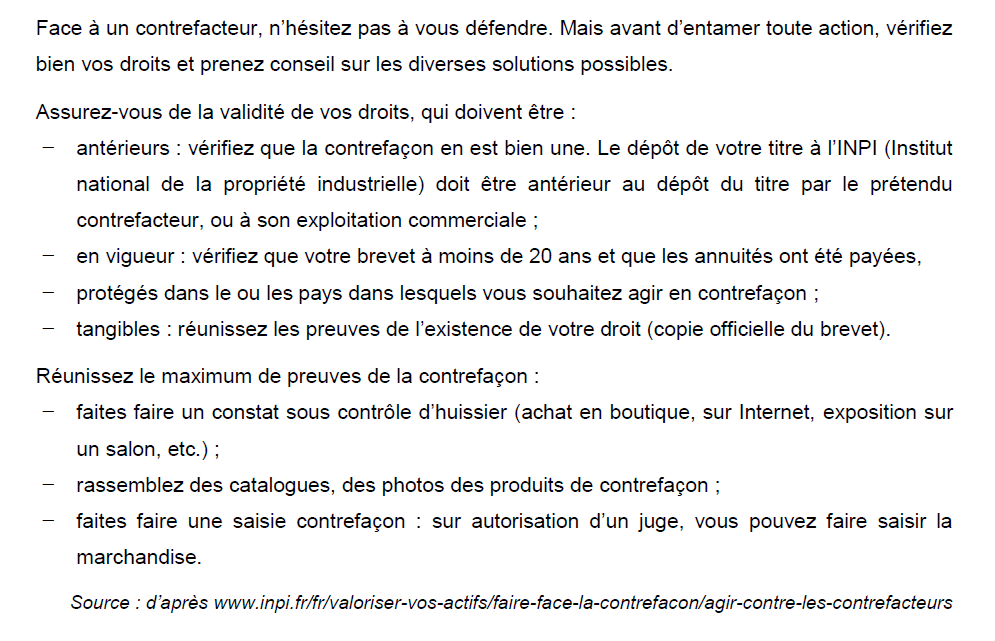 Face à un contrefacteur, n’hésitez pas à vous défendre. Mais avant d’entamer toute action, vérifiez
bien vos droits et prenez conseil sur les diverses solutions possibles.
Assurez-vous de la validité de vos droits, qui doivent être :
− antérieurs : vérifiez que la contrefaçon en est bien une. Le dépôt de votre titre à l’INPI (Institut
national de la propriété industrielle) doit être antérieur au dépôt du titre par le prétendu
contrefacteur, ou à son exploitation commerciale ;
− en vigueur : vérifiez que votre brevet à moins de 20 ans et que les annuités ont été payées,
− protégés dans le ou les pays dans lesquels vous souhaitez agir en contrefaçon ;
− tangibles : réunissez les preuves de l’existence de votre droit (copie officielle du brevet).
Réunissez le maximum de preuves de la contrefaçon :
− faites faire un constat sous contrôle d’huissier (achat en boutique, sur Internet, exposition sur
un salon, etc.) ;
− rassemblez des catalogues, des photos des produits de contrefaçon ;
− faites faire une saisie contrefaçon : sur autorisation d’un juge, vous pouvez faire saisir la
marchandise.
Source : d’après www.inpi.fr/fr/valoriser-vos-actifs/faire-face-la-contrefacon/agir-contre-les-contrefacteurs